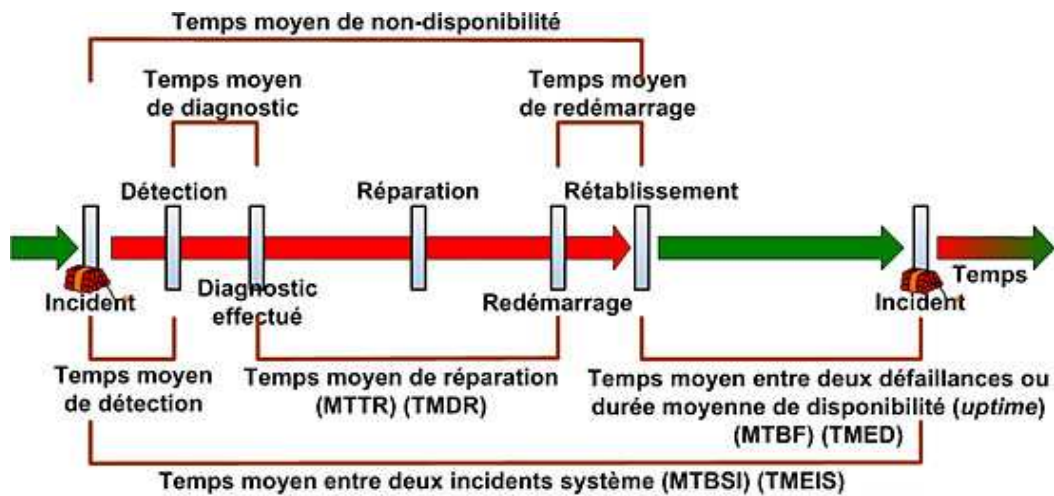 Temps moyen de non-disponibilité
Temps moyen
de diagnostic
Temps moyen
de redémarrage
Détection
Réparation
Rétablissement
Incident
Diagnostic
effectué
Redémarrage
Incident
Temps
Temps moyen
de détection
Temps moyen de réparation
(MTTR) (TMDR)
Temps moyen entre deux défaillances ou
durée moyenne de disponibilité (uptime)
(MTBF) (TMED)
Temps moyen entre deux incidents système (MTBSI) (TMEIS)